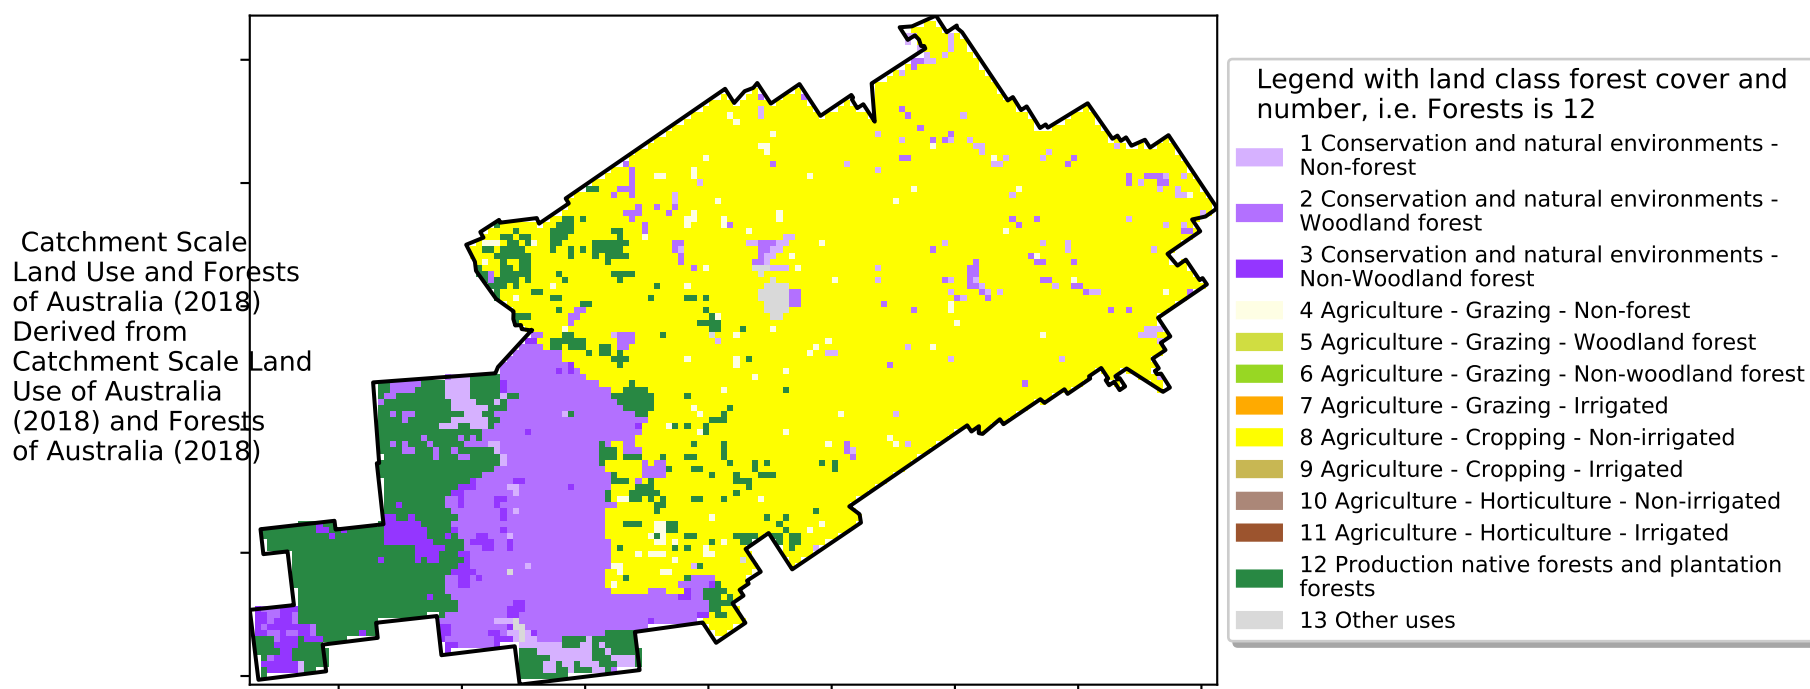 Catchment Scale
Land Use and Forests
of Australia (2018)
Derived from
Catchment Scale Land
Use of Australia
(2018) and Forests
of Australia (2018)
Legend with land class forest cover and
number, i.e. Forests is 12
1 Conservation and natural environments -
Non-forest
2 Conservation and natural environments -
Woodland forest
3 Conservation and natural environments -
Non-Woodland forest
4 Agriculture - Grazing - Non-forest
5 Agriculture - Grazing - Woodland forest
6 Agriculture - Grazing - Non-woodland forest
7 Agriculture - Grazing - Irrigated
8 Agriculture - Cropping - Non-irrigated
9 Agriculture - Cropping - Irrigated
10 Agriculture - Horticulture - Non-irrigated
11 Agriculture - Horticulture - Irrigated
12 Production native forests and plantation
forests
13 Other uses